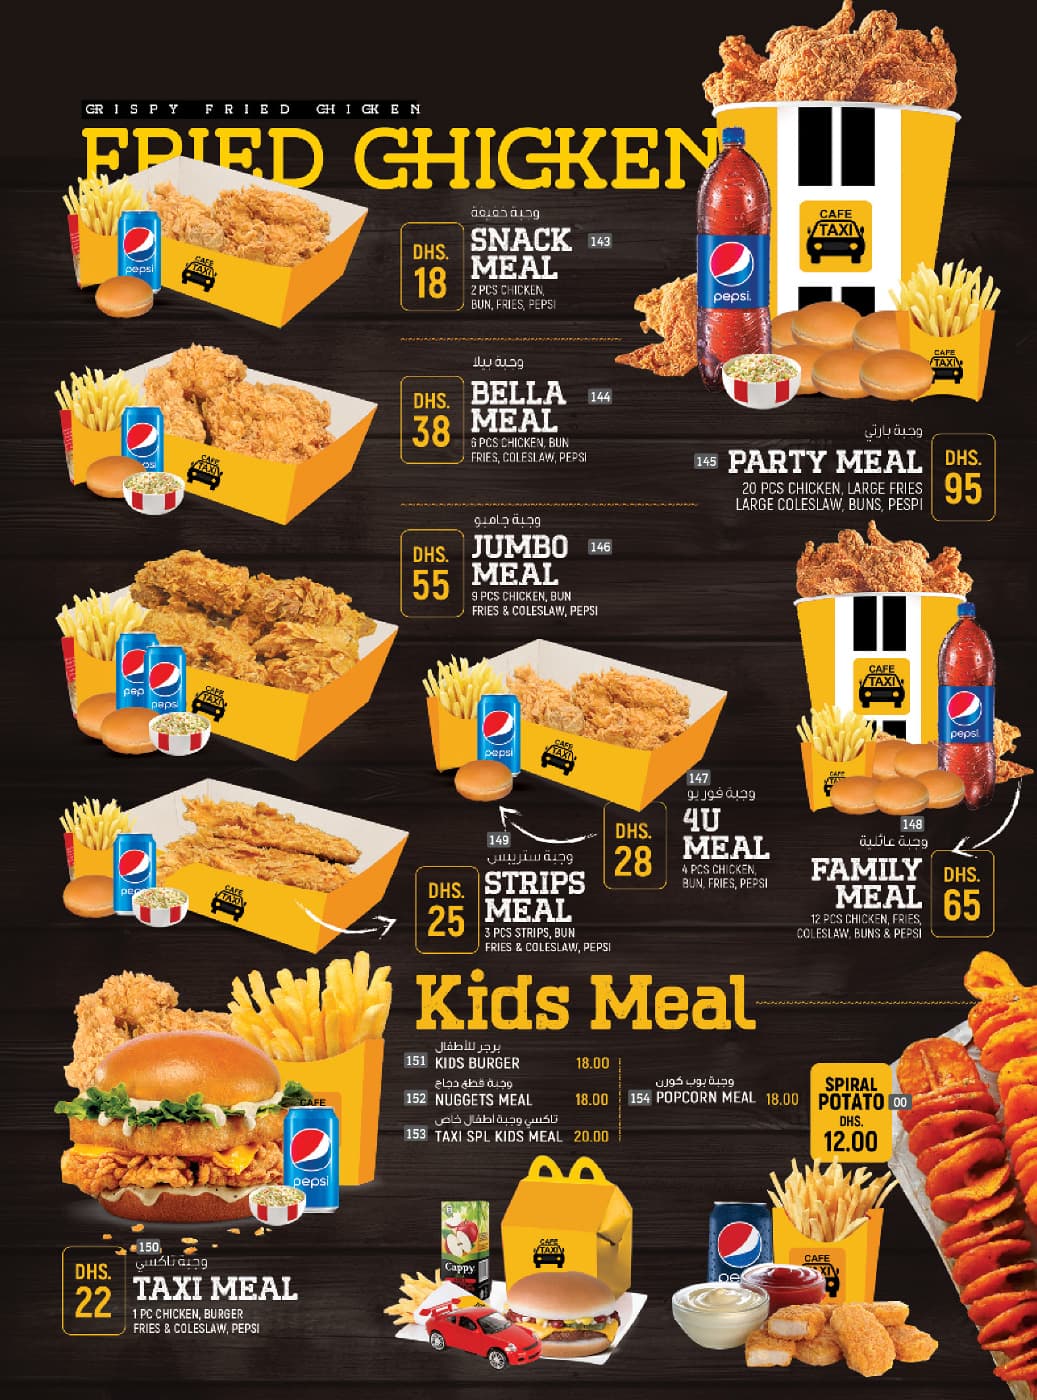 CRISPY FRIED CHICKEN
FRIED CHICKEN
وجبة خفيفة
DHS. 18
SNACK MEAL
143
2 PCS CHICKEN,
BUN, FRIES, PEPSI
وجبة بيلا
DHS. 38
BELLA MEAL
144
6 PCS CHICKEN, BUN
FRIES, COLESLAW, PEPSI
وجبة بارتي
145
PARTY MEAL
DHS. 95
20 PCS CHICKEN, LARGE FRIES
LARGE COLESLAW, BUNS, PESPI
وجبة جامبو
DHS. 55
JUMBO MEAL
146
9 PCS CHICKEN, BUN
FRIES & COLESLAW, PEPSI
147
وجبة فور يو
DHS. 28
4U MEAL
4 PCS CHICKEN,
BUN, FRIES, PEPSI
148
وجبة عائلية
FAMILY MEAL
DHS. 65
12 PCS CHICKEN, FRIES,
COLESLAW, BUNS & PEPSI
149
وجبة ستريبس
DHS. 25
STRIPS MEAL
3 PCS STRIPS, BUN
FRIES & COLESLAW, PEPSI
Kids Meal
برجر للأطفال
151 KIDS BURGER 18.00
وجبة قطع دجاج
152 NUGGETS MEAL 18.00
تاكسي وجبة اطفال خاص
153 TAXI SPL KIDS MEAL 20.00
وجبة بوب كورن
154 POPCORN MEAL 18.00
SPIRAL
POTATO 00
DHS.
12.00
150
وجبة تاكسي
DHS. 22
TAXI MEAL
1 PC CHICKEN, BURGER
FRIES & COLESLAW, PEPSI
CAFE
TAXI
pepsi
pepsi.
Cappy